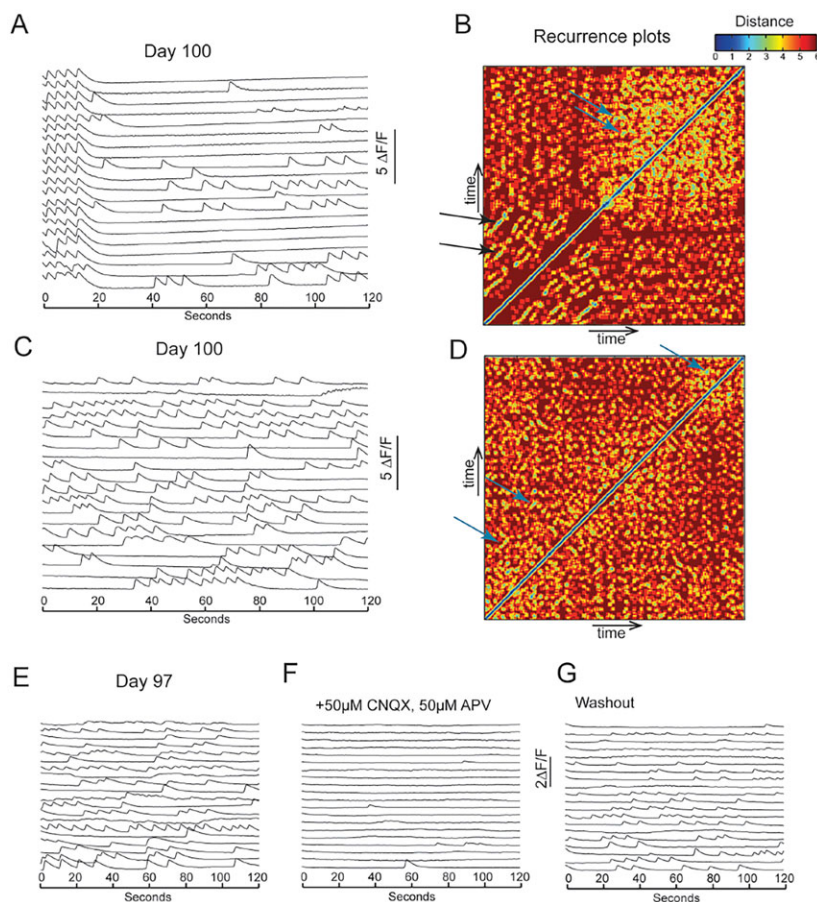 A
Day 100
5 ΔF/F
0 20 40 60 80 100 120
Seconds
B
Recurrence plots
Distance
0 1 2 3 4 5 6
time
time
C
Day 100
5 ΔF/F
0 20 40 60 80 100 120
Seconds
D
time
time
E
Day 97
0 20 40 60 80 100 120
Seconds
F
+50µM CNQX, 50µM APV
0 20 40 60 80 100 120
Seconds
G
Washout
2ΔF/F
0 20 40 60 80 100 120
Seconds